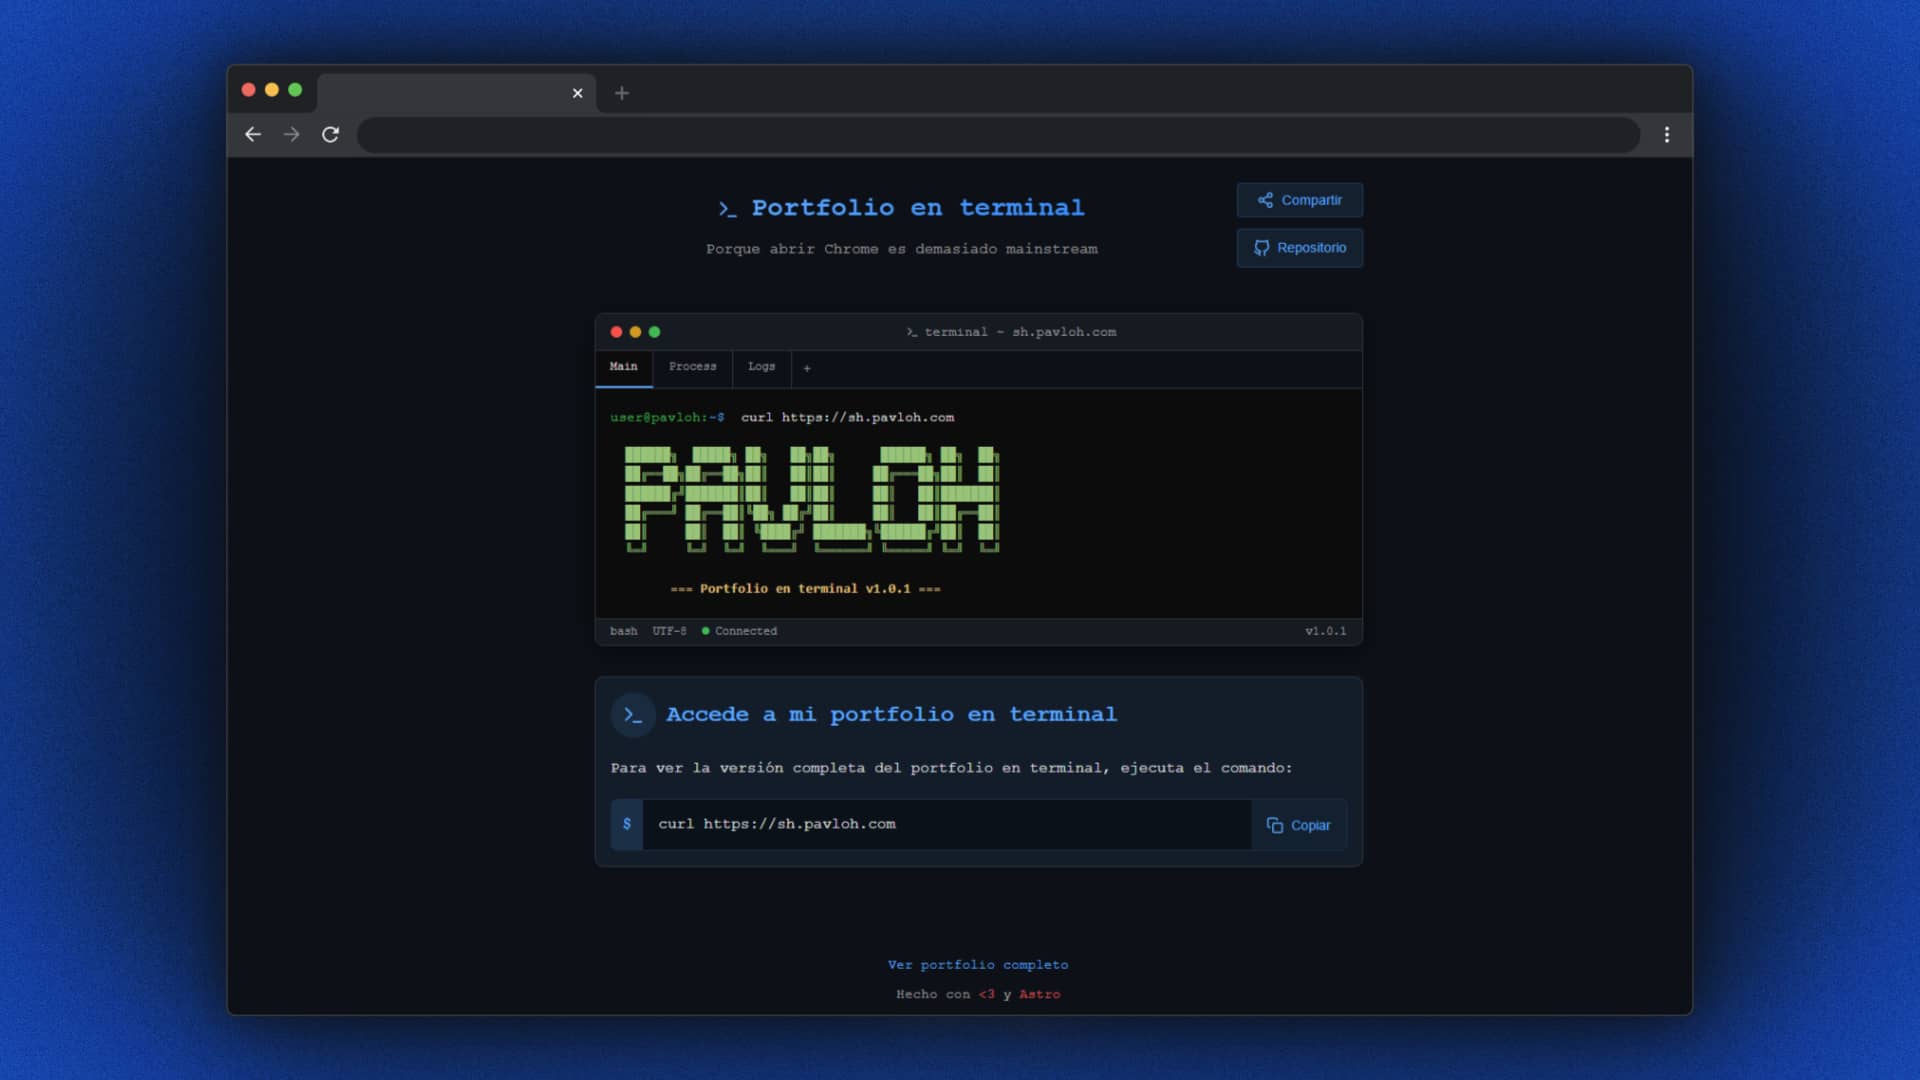 >_ Portfolio en terminal
Porque abrir Chrome es demasiado mainstream
Compartir
Repositorio
>_ terminal ~ sh.pavloh.com
Main Process Logs +
user@pavloh:~$ curl https://sh.pavloh.com
PAVLOH
=== Portfolio en terminal v1.0.1 ===
bash UTF-8 Connected v1.0.1
>_ Accede a mi portfolio en terminal
Para ver la versión completa del portfolio en terminal, ejecuta el comando:
$ curl https://sh.pavloh.com Copiar
Ver portfolio completo
Hecho con <3 y Astro